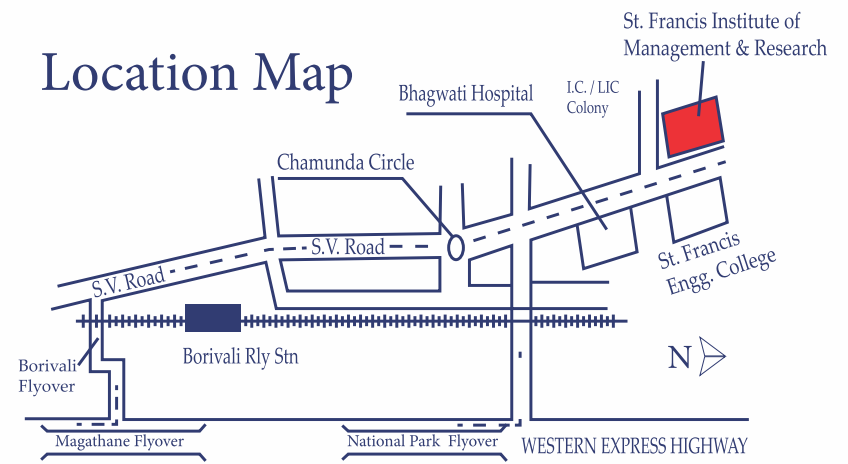 St. Francis Institute of
Management & Research
Location Map
Bhagwati Hospital
I.C. / LIC
Colony
Chamunda Circle
S.V. Road
S.V. Road
St. Francis
Engg. College
Borivali Rly Stn
N
Borivali
Flyover
Magathane Flyover
National Park Flyover
WESTERN EXPRESS HIGHWAY